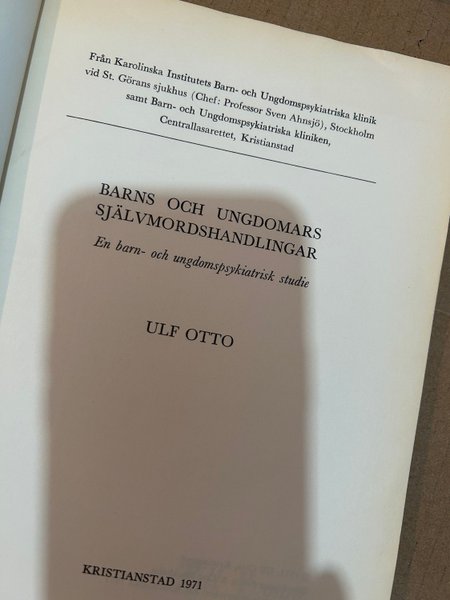 Från Karolinska Institutets Barn- och Ungdomspsykiatriska klinik
vid St. Görans sjukhus (Chef: Professor Sven Ahnsjö), Stockholm
samt Barn- och Ungdomspsykiatriska kliniken,
Centrallasarettet, Kristianstad
BARNS OCH UNGDOMARS
SJÄLVMORDSHANDLINGAR
En barn- och ungdomspsykiatrisk studie
ULF OTTO
KRISTIANSTAD 1971